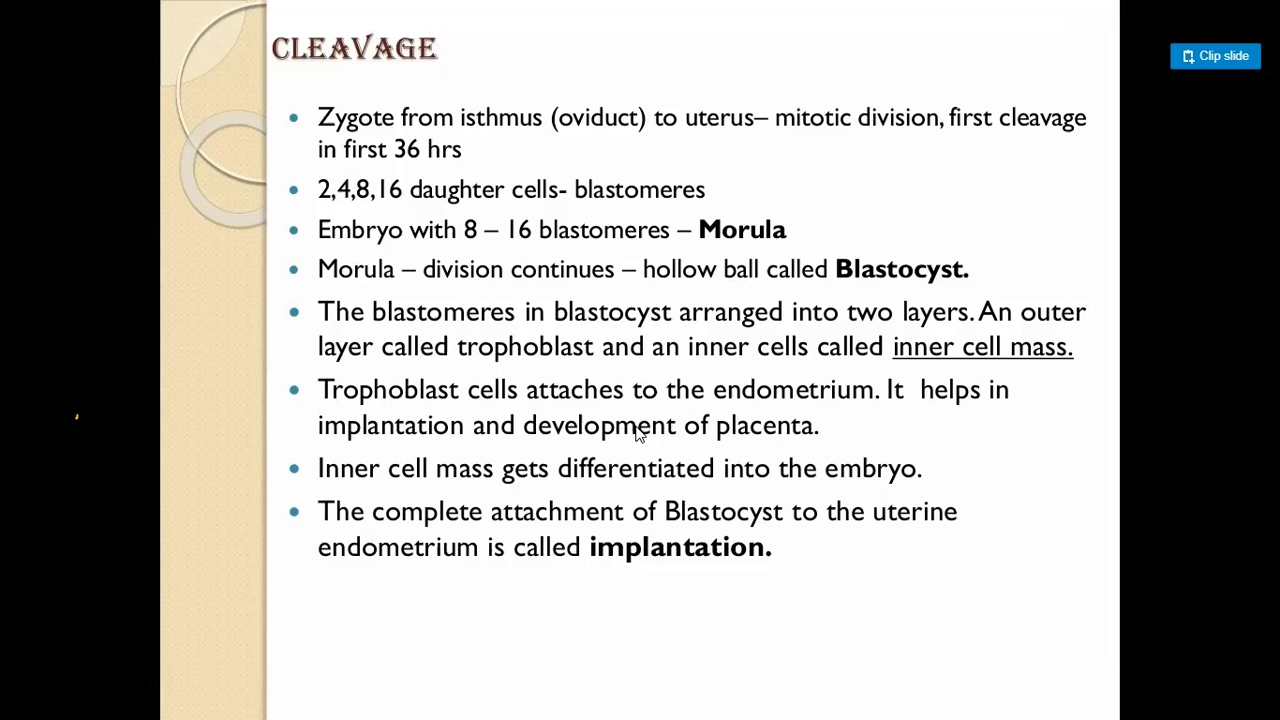 CLEAVAGE
Clip slide
• Zygote from isthmus (oviduct) to uterus– mitotic division, first cleavage
in first 36 hrs
• 2,4,8,16 daughter cells- blastomeres
• Embryo with 8 – 16 blastomeres – Morula
• Morula – division continues – hollow ball called Blastocyst.
• The blastomeres in blastocyst arranged into two layers. An outer
layer called trophoblast and an inner cells called inner cell mass.
• Trophoblast cells attaches to the endometrium. It helps in
implantation and development of placenta.
• Inner cell mass gets differentiated into the embryo.
• The complete attachment of Blastocyst to the uterine
endometrium is called implantation.